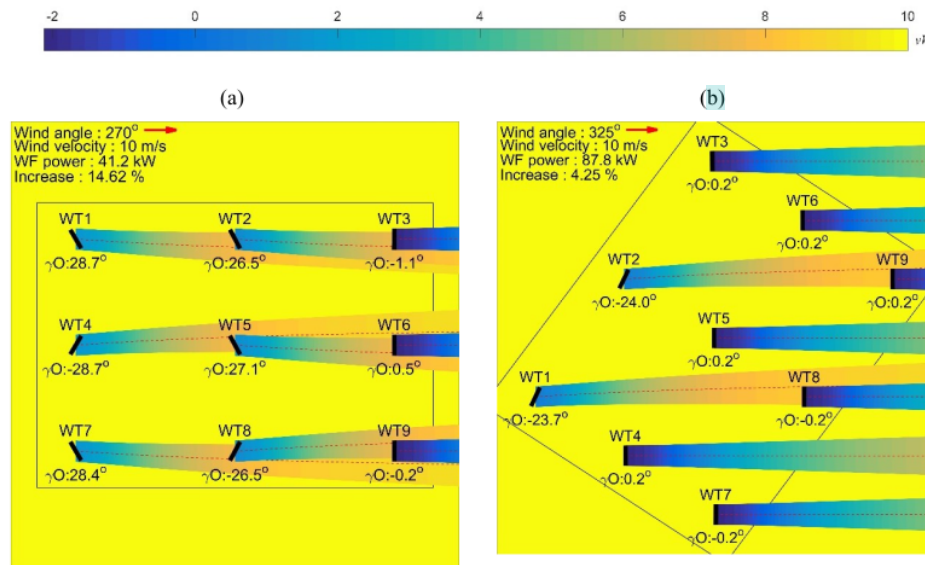 -2 0 2 4 6 8 10
(a) (b)
Wind angle : 270°
Wind velocity : 10 m/s
WF power : 41.2 kW
Increase : 14.62 %
WT1 WT2 WT3
γO:28.7° γO:26.5° γO:-1.1°
WT4 WT5 WT6
γO:-28.7° γO:27.1° γO:0.5°
WT7 WT8 WT9
γO:28.4° γO:-26.5° γO:-0.2°
Wind angle : 325°
Wind velocity : 10 m/s
WF power : 87.8 kW
Increase : 4.25 %
WT3
γO:0.2°
WT6
γO:0.2°
WT2 WT9
γO:-24.0° γO:0.2°
WT5
γO:0.2°
WT1 WT8
γO:-23.7° γO:-0.2°
WT4
γO:0.2°
WT7
γO:-0.2°